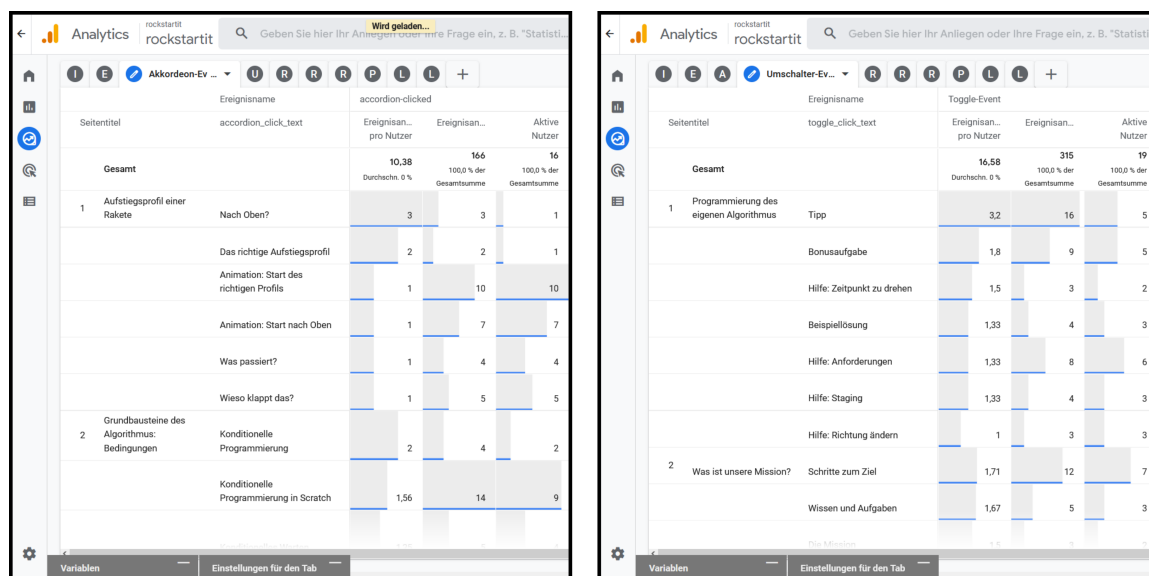 Analytics
rockstartit
rockstartit
Geben Sie hier Ihr Anliegen oder Ihre Frage ein, z. B. "Statisti...
Wird geladen...
I E Akkordeon-Ev ... U R R R P L L +
Ereignisname accordion-clicked
Seitentitel accordion_click_text Ereignisan... pro Nutzer Ereignisan... Aktive Nutzer
Gesamt 10,38 166 16
Durchschn. 0 % 100,0 % der Gesamtsumme 100,0 % der Gesamtsumme
1 Aufstiegsprofil einer Rakete Nach Oben? 3 3 1
Das richtige Aufstiegsprofil 2 2 1
Animation: Start des richtigen Profils 1 10 10
Animation: Start nach Oben 1 7 7
Was passiert? 1 4 4
Wieso klappt das? 1 5 5
2 Grundbausteine des Algorithmus: Bedingungen Konditionelle Programmierung 2 4 2
Konditionelle Programmierung in Scratch 1,56 14 9
Variablen Einstellungen für den Tab
Analytics
rockstartit
rockstartit
Geben Sie hier Ihr Anliegen oder Ihre Frage ein, z. B. "Statisti
I E A Umschalter-Ev... R R R P L L +
Ereignisname Toggle-Event
Seitentitel toggle_click_text Ereignisan... pro Nutzer Ereignisan... Aktive Nutzer
Gesamt 16,58 315 19
Durchschn. 0 % 100,0 % der Gesamtsumme 100,0 % der Gesamtsumme
1 Programmierung des eigenen Algorithmus Tipp 3,2 16 5
Bonusaufgabe 1,8 9 5
Hilfe: Zeitpunkt zu drehen 1,5 3 2
Beispiellösung 1,33 4 3
Hilfe: Anforderungen 1,33 8 6
Hilfe: Staging 1,33 4 3
Hilfe: Richtung ändern 1 3 3
2 Was ist unsere Mission? Schritte zum Ziel 1,71 12 7
Wissen und Aufgaben 1,67 5 3
Die Mission 1,5 3 2
Variablen Einstellungen für den Tab